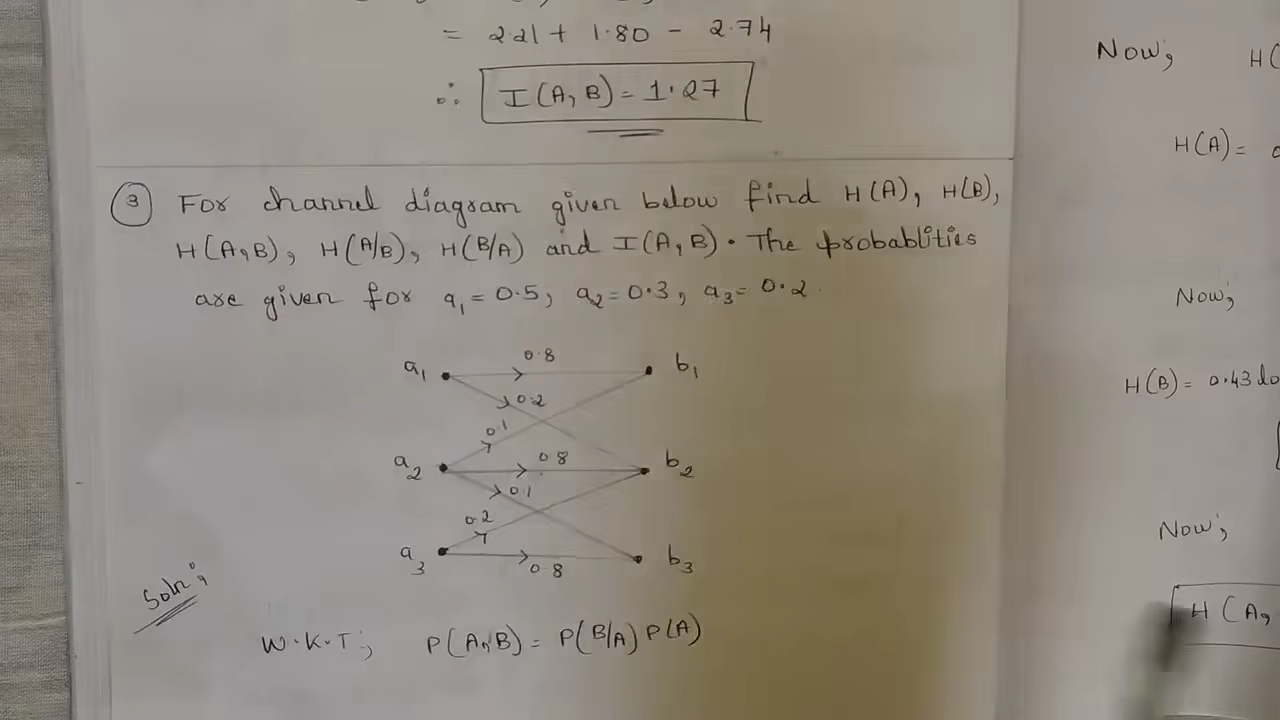 = 2.21 + 1.80 - 2.74
∴ I(A,B) = 1.27
3 For channel diagram given below find H(A), H(B),
H(A,B), H(A/B), H(B/A) and I(A,B). The probablities
are given for a1 = 0.5, a2 = 0.3, a3 = 0.2.
a1 0.8 b1
0.2
0.1
a2 0.8 b2
0.1
0.2
a3 0.8 b3
Soln;
W.K.T; P(A,B) = P(B/A) P(A)
Now; H(
H(A) =
Now;
H(B) = 0.43 lo
Now;
H(A,